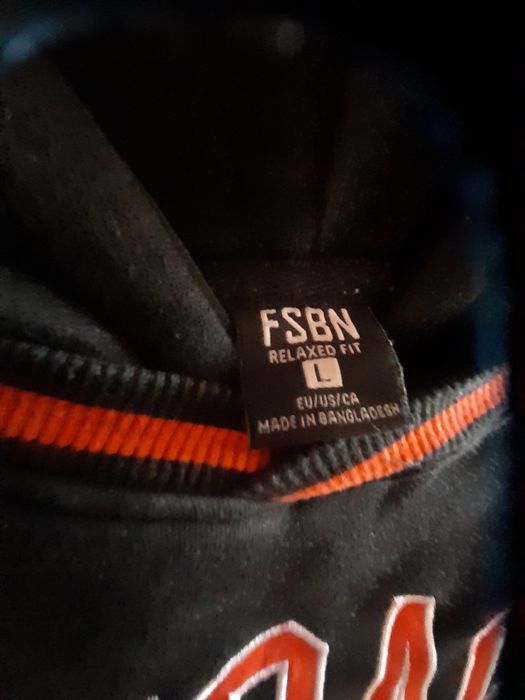 FSBN
RELAXED FIT
L
EU/US/CA
MADE IN BANGLADESH